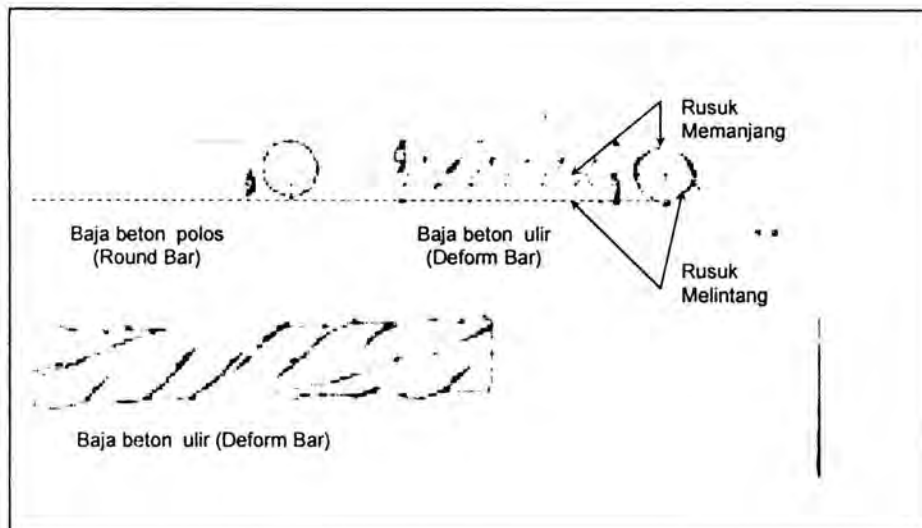 Rusuk
Memanjang
Baja beton polos
(Round Bar)
Baja beton ulir
(Deform Bar)
Rusuk
Melintang
Baja beton ulir (Deform Bar)